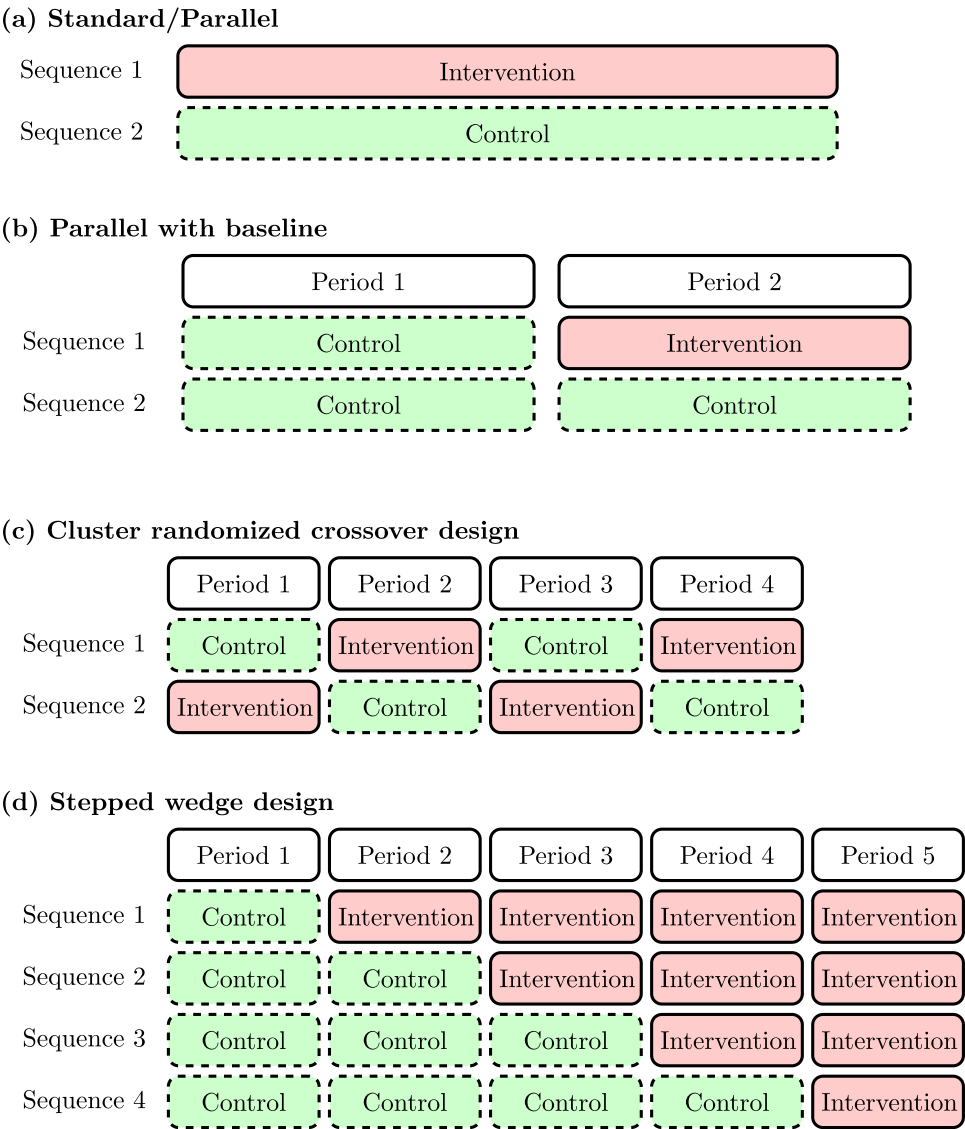 (a) Standard/Parallel
Sequence 1 Intervention
Sequence 2 Control
(b) Parallel with baseline
Period 1 Period 2
Sequence 1 Control Intervention
Sequence 2 Control Control
(c) Cluster randomized crossover design
Period 1 Period 2 Period 3 Period 4
Sequence 1 Control Intervention Control Intervention
Sequence 2 Intervention Control Intervention Control
(d) Stepped wedge design
Period 1 Period 2 Period 3 Period 4 Period 5
Sequence 1 Control Intervention Intervention Intervention Intervention
Sequence 2 Control Control Intervention Intervention Intervention
Sequence 3 Control Control Control Intervention Intervention
Sequence 4 Control Control Control Control Intervention